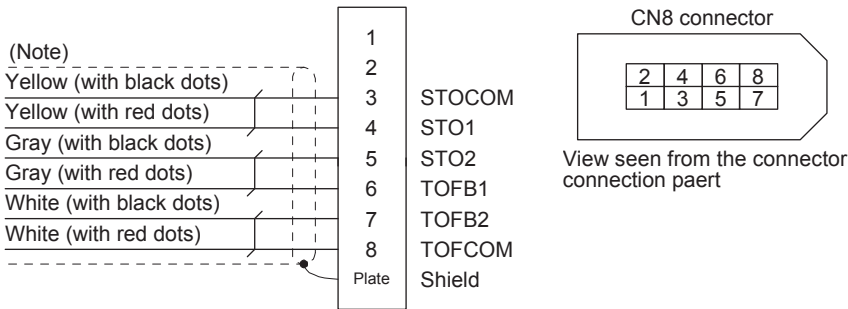 (Note)
Yellow (with black dots)
Yellow (with red dots)
Gray (with black dots)
Gray (with red dots)
White (with black dots)
White (with red dots)
1
2
3 STOCOM
4 STO1
5 STO2
6 TOFB1
7 TOFB2
8 TOFCOM
Plate Shield
CN8 connector
2 4 6 8
1 3 5 7
View seen from the connector
connection paert